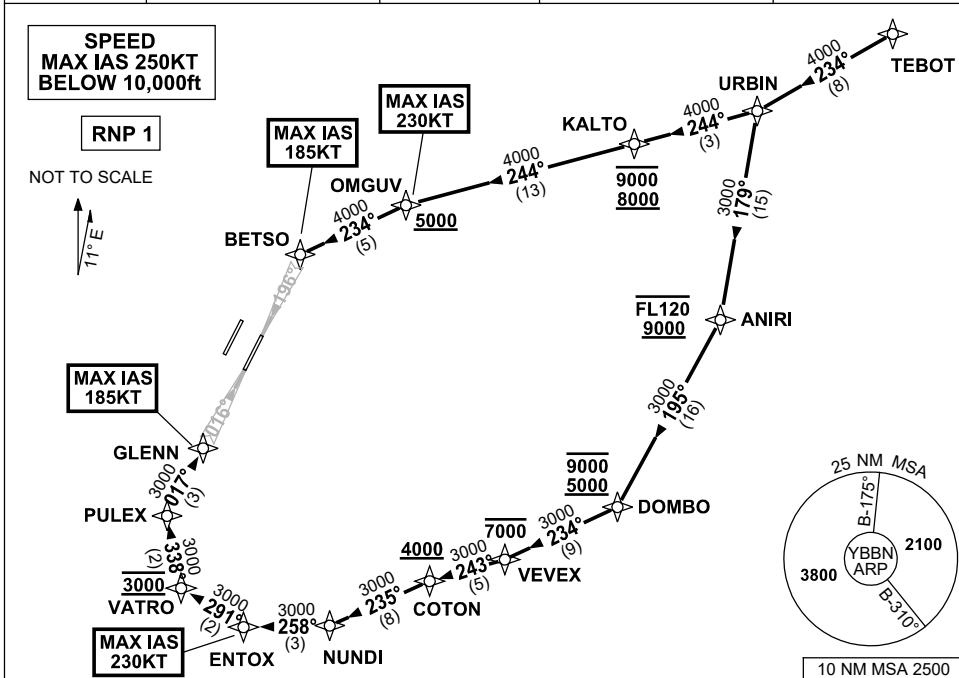 SPEED
MAX IAS 250KT
BELOW 10,000ft
RNP 1
NOT TO SCALE
11° E
TEBOT
4000
234°
(8)
URBIN
4000
244°
(3)
KALTO
9000
8000
4000
244°
(13)
MAX IAS
230KT
OMGUV
5000
MAX IAS
185KT
4000
234°
(5)
BETSO
196°
3000
179°
(15)
FL120
9000
ANIRI
3000
195°
(16)
9000
5000
DOMBO
3000
234°
(9)
7000
VEVEX
3000
243°
(5)
4000
COTON
3000
235°
(8)
NUNDI
3000
258°
(3)
MAX IAS
230KT
ENTOX
3000
291°
(2)
3000
VATRO
3000
338°
(2)
PULEX
3000
017°
(3)
GLENN
MAX IAS
185KT
016°
25 NM MSA
B-175°
YBBN
ARP
2100
3800
B-310°
10 NM MSA 2500